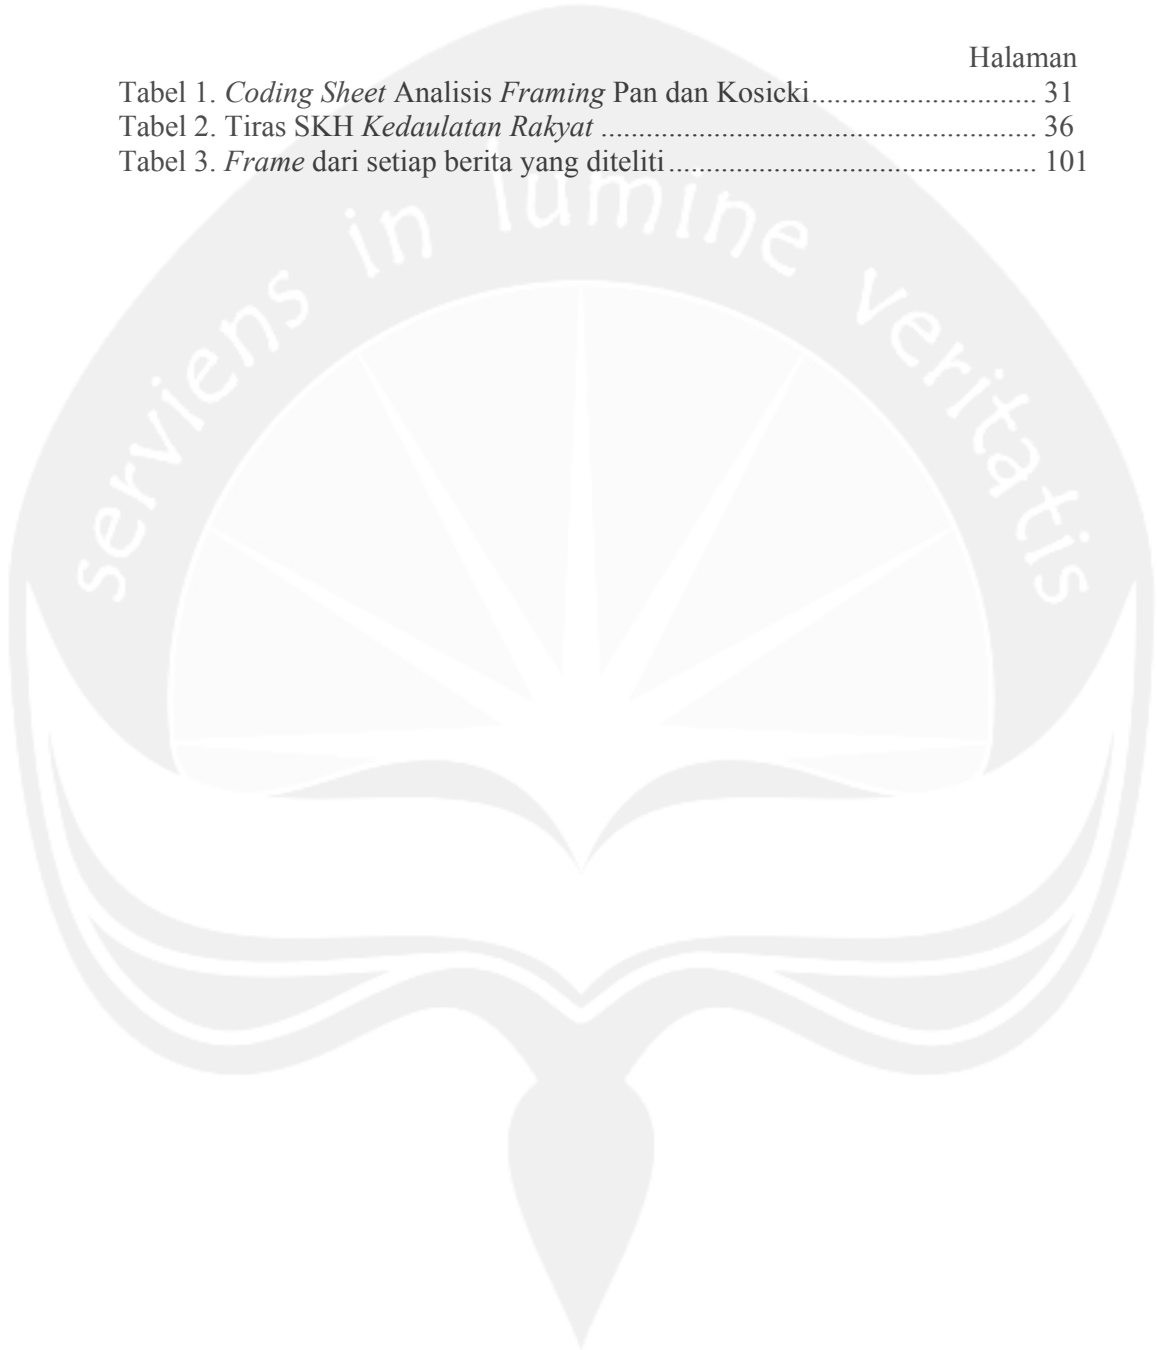 Halaman
Tabel 1. Coding Sheet Analisis Framing Pan dan Kosicki............................ 31
Tabel 2. Tiras SKH Kedaulatan Rakyat .................................................... 36
Tabel 3. Frame dari setiap berita yang diteliti............................................ 101
serviens in lumine veritatis